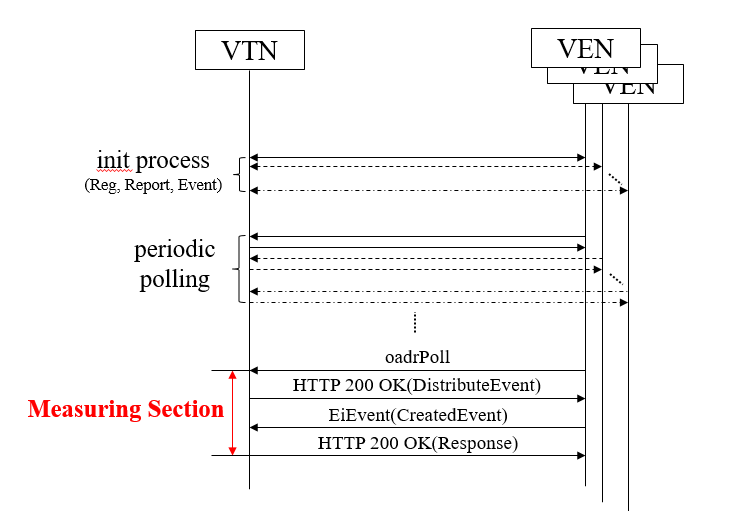 VTN
VEN
VEN
VEN
init process
(Reg, Report, Event)
periodic
polling
oadrPoll
HTTP 200 OK(DistributeEvent)
Measuring Section
EiEvent(CreatedEvent)
HTTP 200 OK(Response)